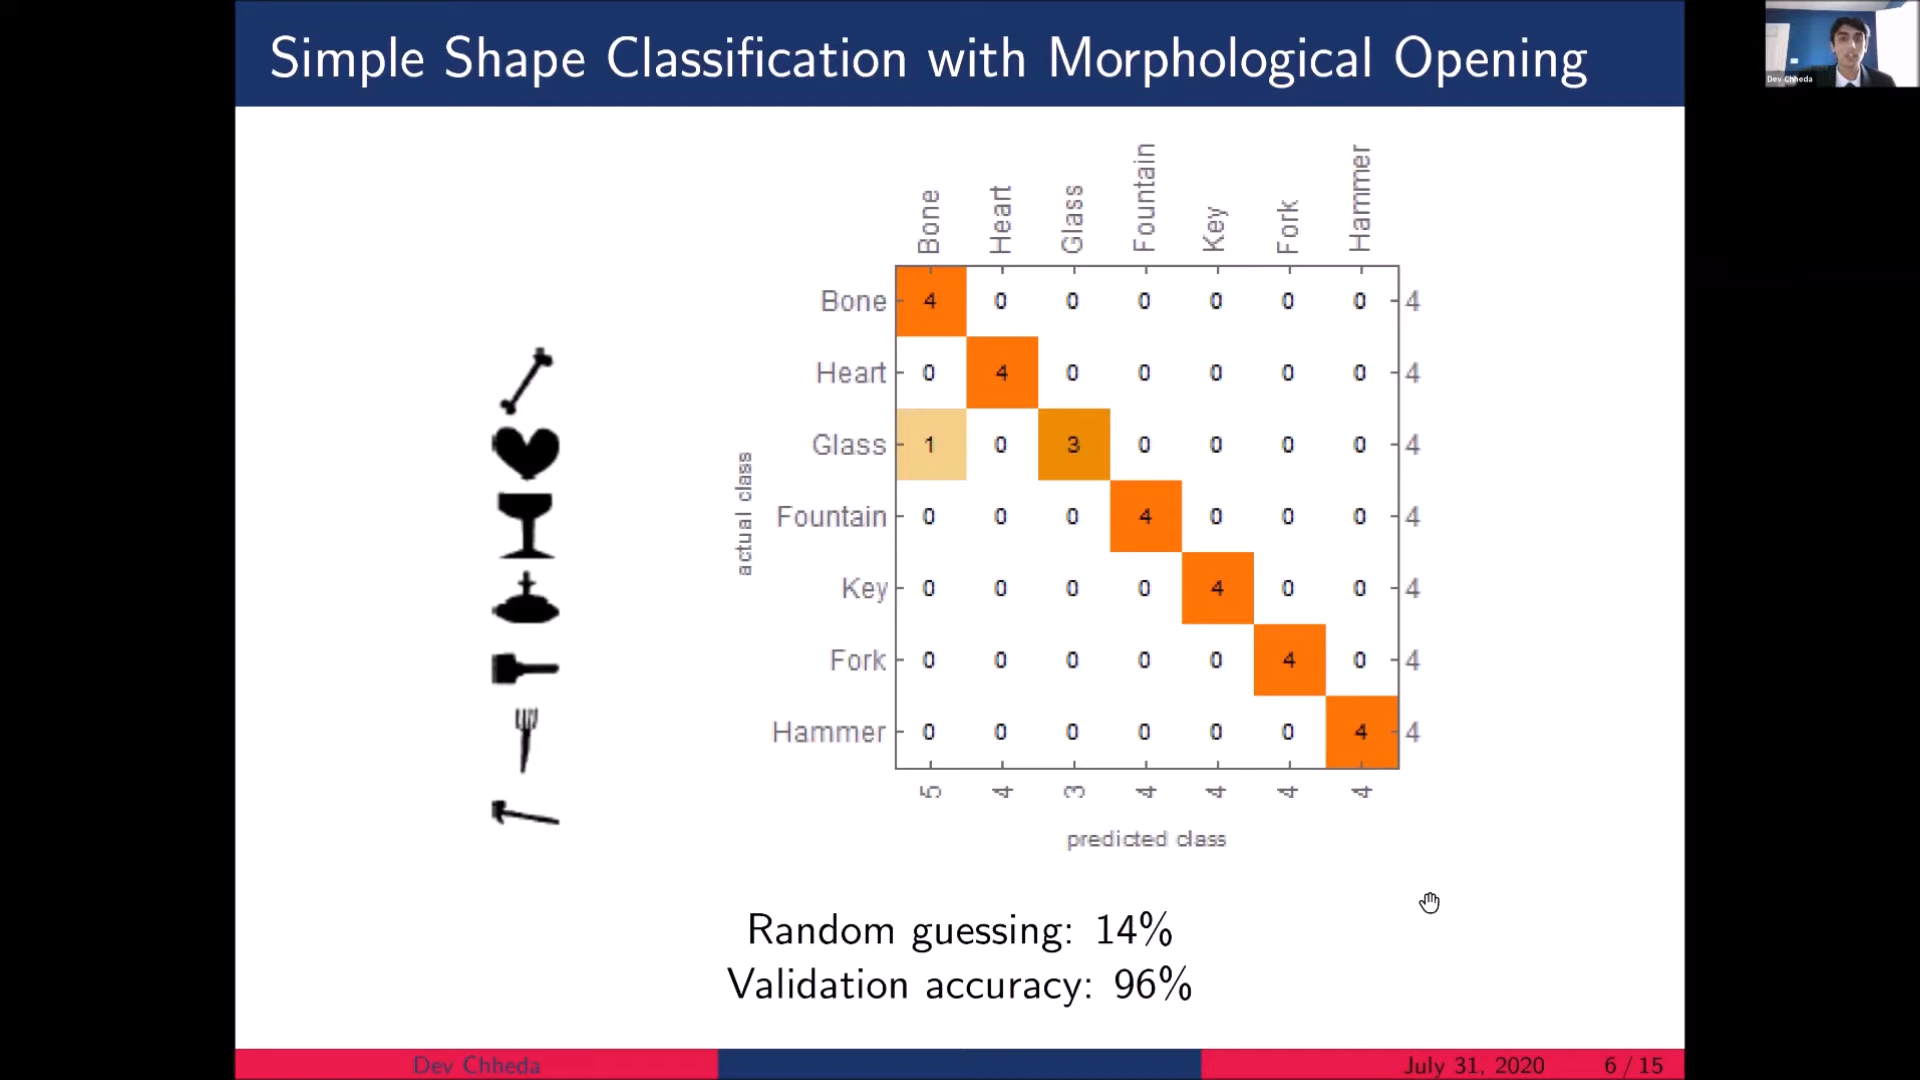 Simple Shape Classification with Morphological Opening
Dev Chheda
Bone Heart Glass Fountain Key Fork Hammer
Bone 4 0 0 0 0 0 0 4
Heart 0 4 0 0 0 0 0 4
Glass 1 0 3 0 0 0 0 4
Fountain 0 0 0 4 0 0 0 4
Key 0 0 0 0 4 0 0 4
Fork 0 0 0 0 0 4 0 4
Hammer 0 0 0 0 0 0 4 4
5 4 3 4 4 4 4
actual class
predicted class
Random guessing: 14%
Validation accuracy: 96%
Dev Chheda July 31, 2020 6 / 15